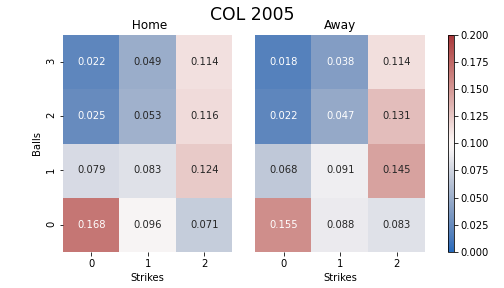 COL 2005
Home Away
3 0.022 0.049 0.114 0.018 0.038 0.114
2 0.025 0.053 0.116 0.022 0.047 0.131
1 0.079 0.083 0.124 0.068 0.091 0.145
0 0.168 0.096 0.071 0.155 0.088 0.083
Balls
0 1 2 0 1 2
Strikes Strikes
0.200
0.175
0.150
0.125
0.100
0.075
0.050
0.025
0.000